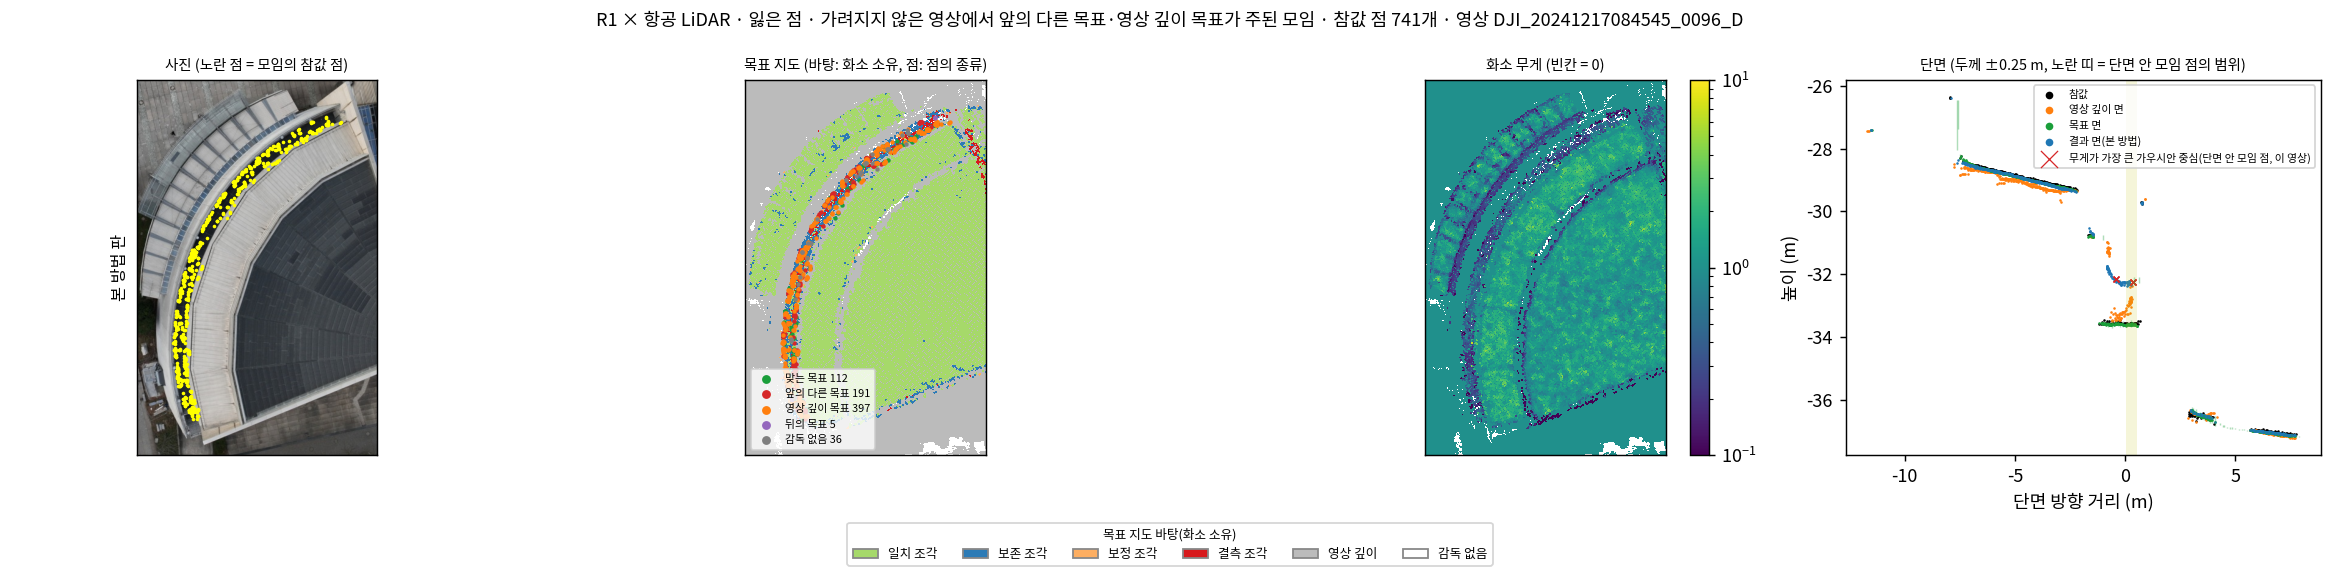 R1 × 항공 LiDAR · 잃은 점 · 가려지지 않은 영상에서 앞의 다른 목표·영상 깊이 목표가 주된 모임 · 참값 점 741개 · 영상 DJI_20241217084545_0096_D
사진 (노란 점 = 모임의 참값 점)
목표 지도 (바탕: 화소 소유, 점: 점의 종류)
화소 무게 (빈칸 = 0)
단면 (두께 ±0.25 m, 노란 띠 = 단면 안 모임 점의 범위)
본 방법 판
맞는 목표 112
앞의 다른 목표 191
영상 깊이 목표 397
뒤의 목표 5
감독 없음 36
10¹
10⁰
10⁻¹
높이 (m)
-26
-28
-30
-32
-34
-36
참값
영상 깊이 면
목표 면
결과 면(본 방법)
무게가 가장 큰 가우시안 중심(단면 안 모임 점, 이 영상)
-10 -5 0 5
단면 방향 거리 (m)
목표 지도 바탕(화소 소유)
일치 조각 보존 조각 보정 조각 결측 조각 영상 깊이 감독 없음